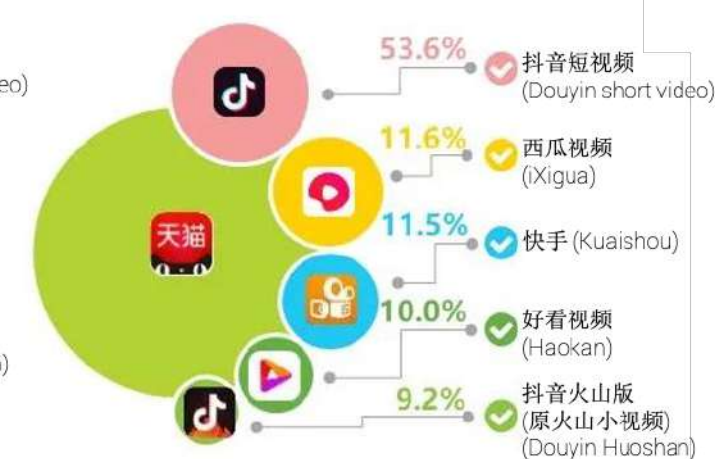 53.6%
抖音短视频
(Douyin short video)
eo)
11.6%
西瓜视频
(iXigua)
天猫
11.5%
快手 (Kuaishou)
10.0%
好看视频
(Haokan)
)
9.2%
抖音火山版
(原火山小视频)
(Douyin Huoshan)